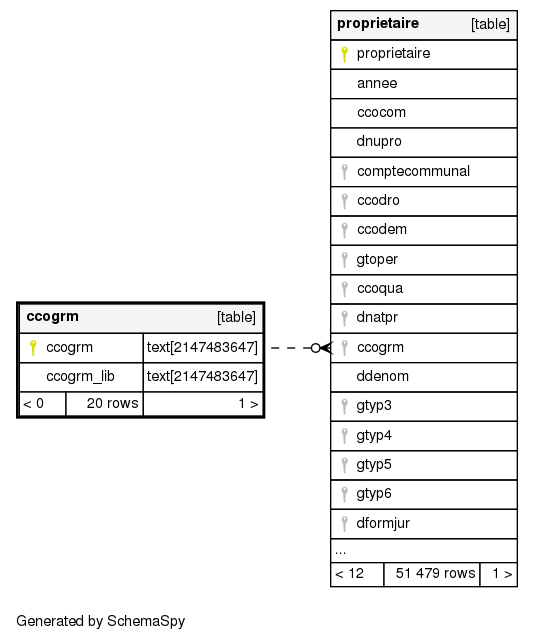 proprietaire [table]
proprietaire
annee
ccocom
dnupro
comptecommunal
ccodro
ccodem
gtoper
ccoqua
dnatpr
ccogrm
ddenom
gtyp3
gtyp4
gtyp5
gtyp6
dformjur
...
< 12 51 479 rows 1 >
ccogrm [table]
ccogrm text[2147483647]
ccogrm_lib text[2147483647]
< 0 20 rows 1 >
Generated by SchemaSpy